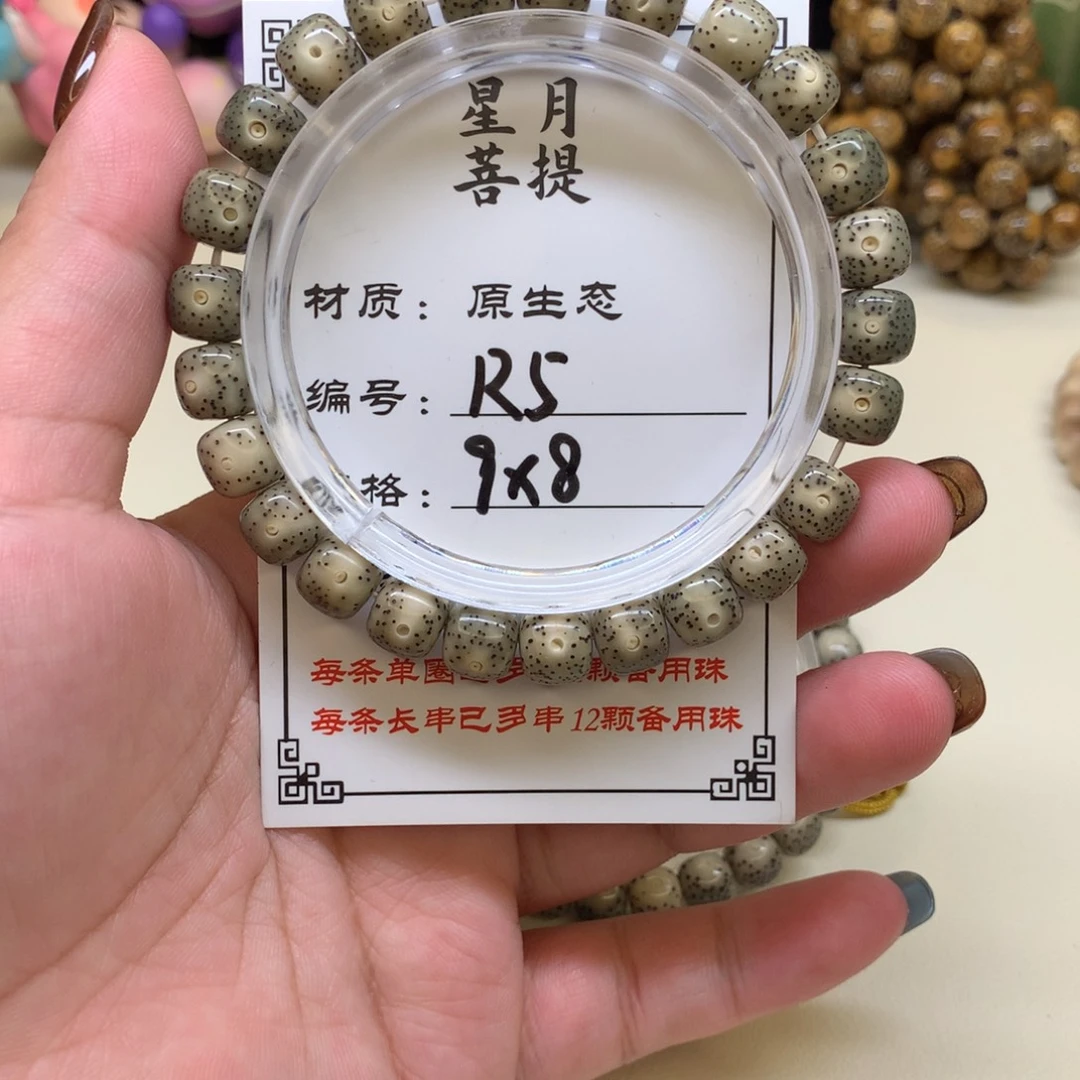 星月
菩提
材质：原生态
编号：R5
格：9x8
每条单圈 颗备用珠
每条长串已多串12颗备用珠